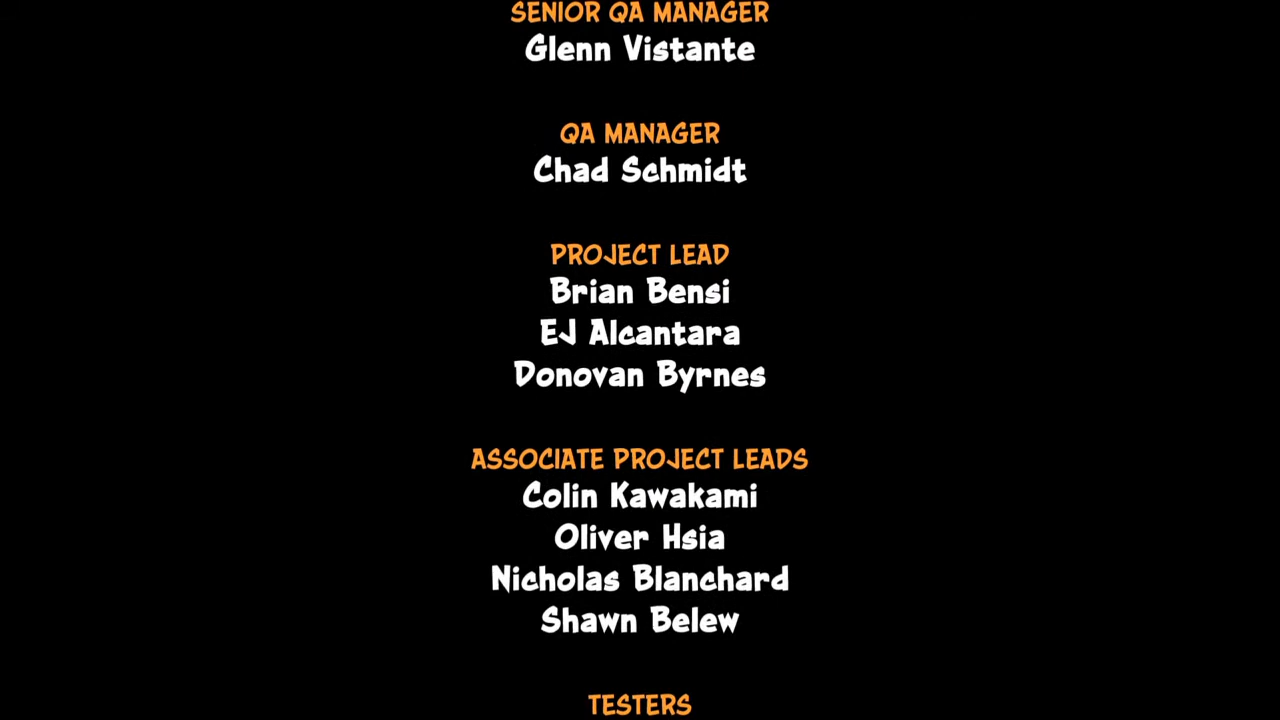 SENIOR QA MANAGER
Glenn Vistante
QA MANAGER
Chad Schmidt
PROJECT LEAD
Brian Bensi
EJ Alcantara
Donovan Byrnes
ASSOCIATE PROJECT LEADS
Colin Kawakami
Oliver Hsia
Nicholas Blanchard
Shawn Belew
TESTERS